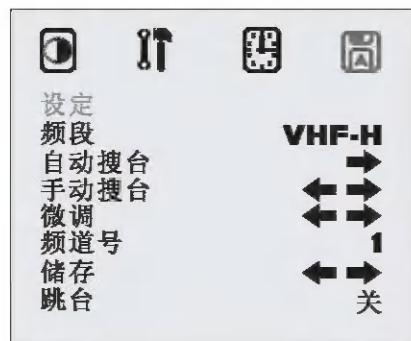 A
设定
频段 VHF-H
自动搜台 →
手动搜台 ← →
微调 ← →
频道号 1
储存 ← →
跳台 关